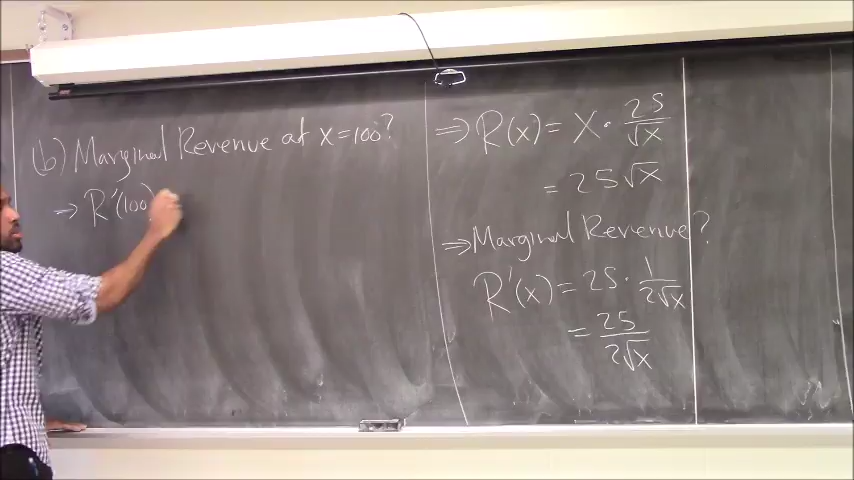 (b) Marginal Revenue at x=100?
⇒ R'(100)
⇒ R(x) = X · 25/√x
= 25√x
⇒ Marginal Revenue?
R'(x) = 25 · 1/2√x
= 25/2√x